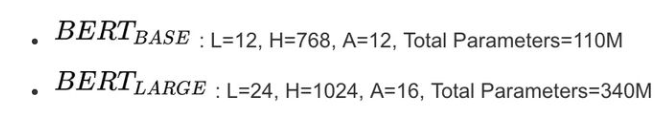 • BERT_BASE : L=12, H=768, A=12, Total Parameters=110M
• BERT_LARGE : L=24, H=1024, A=16, Total Parameters=340M